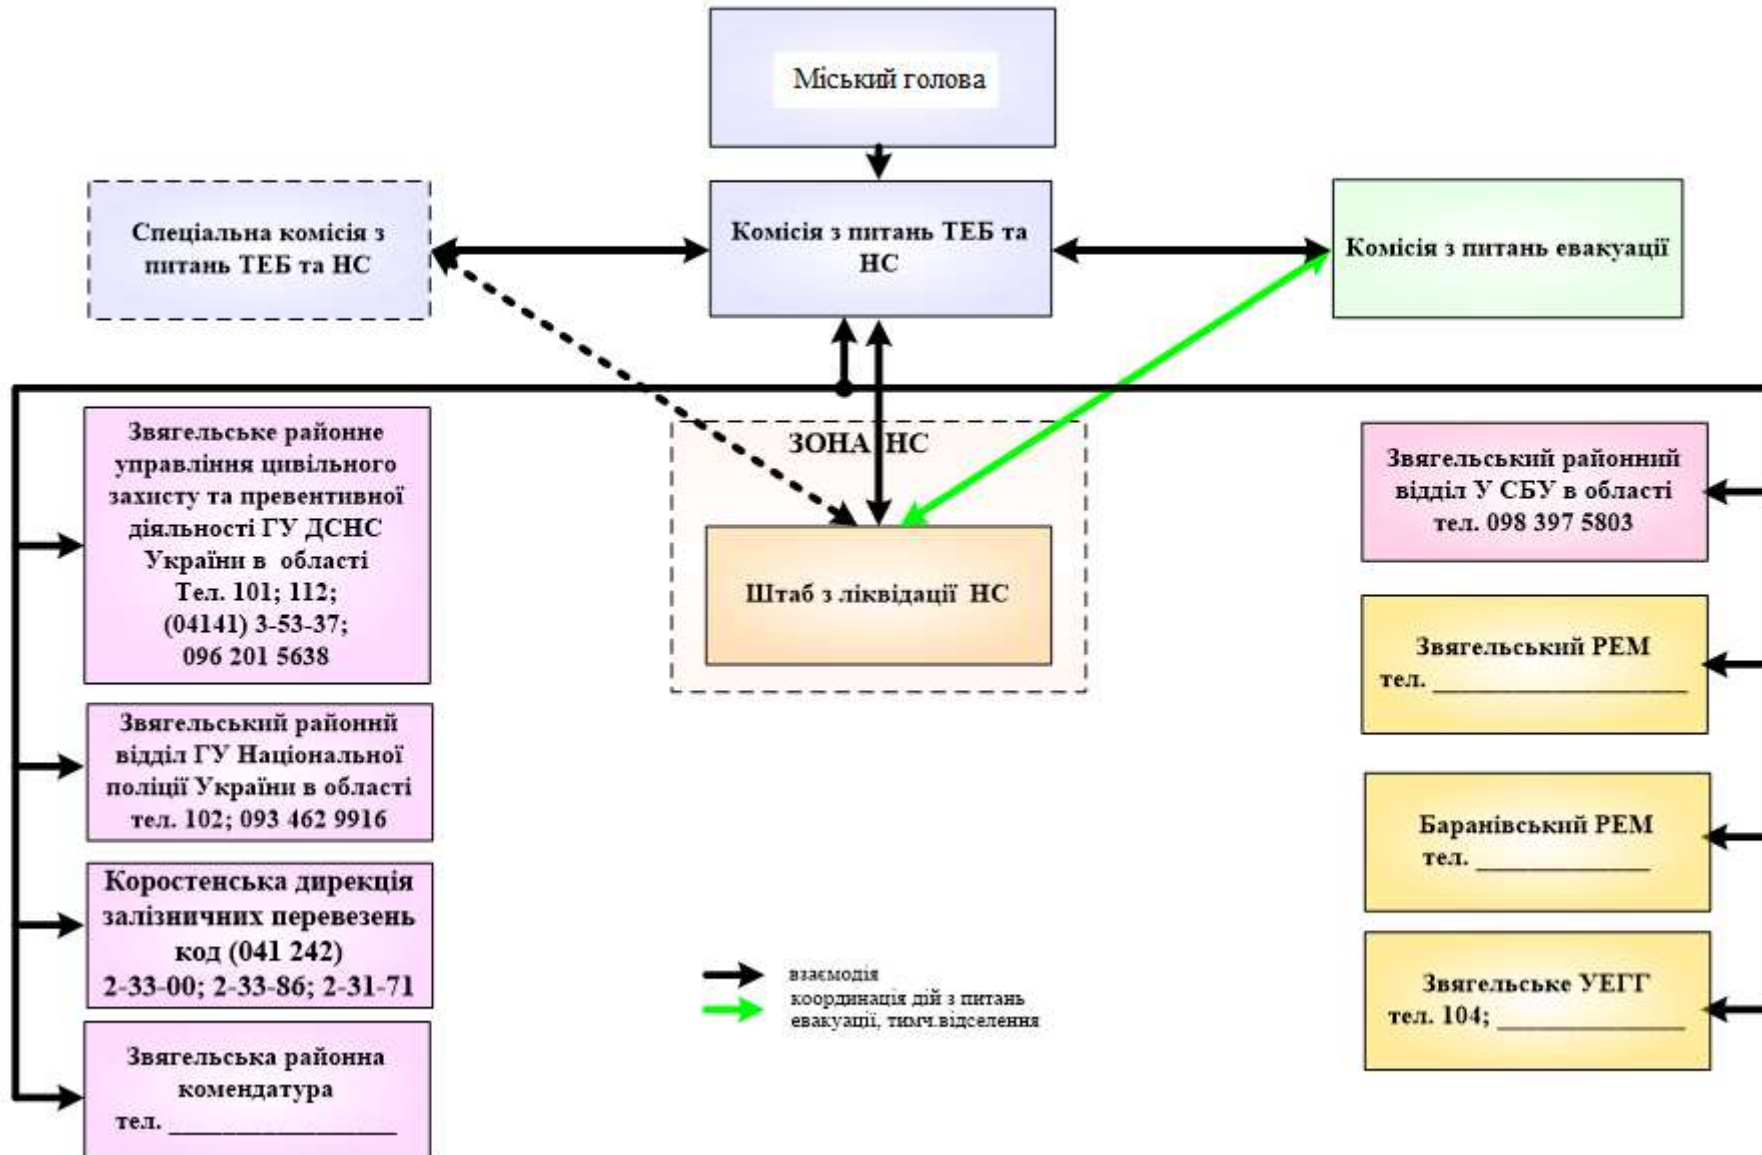 Міський голова
Спеціальна комісія з
питань ТЕБ та НС
Комісія з питань ТЕБ та
НС
Комісія з питань евакуації
Звягельське районне
управління цивільного
захисту та превентивної
діяльності ГУ ДСНС
України в області
Тел. 101; 112;
(04141) 3-53-37;
096 201 5638
Звягельський районнй
відділ ГУ Національної
поліції України в області
тел. 102; 093 462 9916
Коростенська дирекція
залізничних перевезень
код (041 242)
2-33-00; 2-33-86; 2-31-71
Звягельська районна
комендатура
тел. _________________
ЗОНА НС
Штаб з ліквідації НС
взаємодія
координація дій з питань
евакуації, тимч.відселення
Звягельський районний
відділ У СБУ в області
тел. 098 397 5803
Звягельський РЕМ
тел. ___________________
Баранівський РЕМ
тел. _____________
Звягельське УЕГГ
тел. 104; ______________